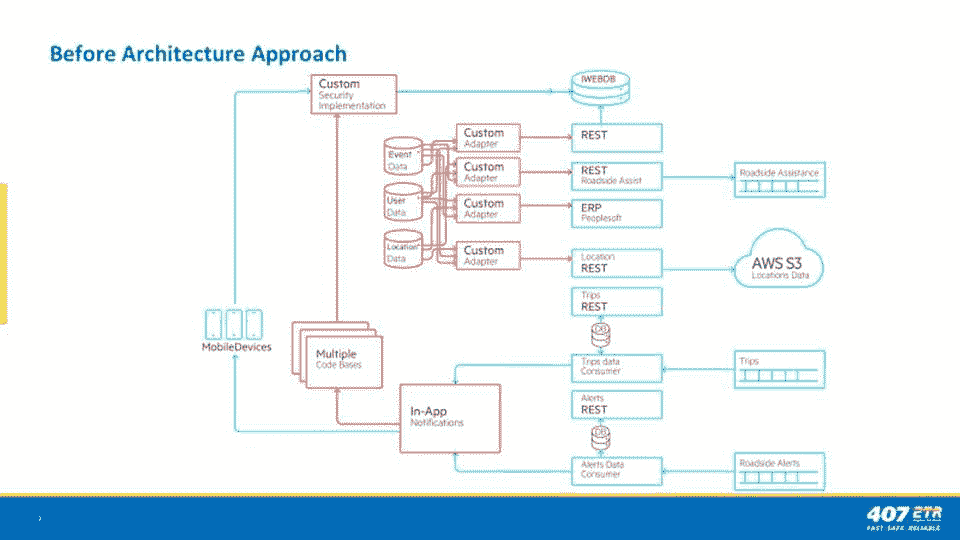 Before Architecture Approach
Custom
Security
Implementation
IWEBDB
Event
Data
User
Data
Location
Data
Custom
Adapter
Custom
Adapter
Custom
Adapter
Custom
Adapter
REST
REST
Roadside Assist
ERP
Peoplesoft
Location
REST
Trips
REST
DB
Trips data
Consumer
Alerts
REST
DB
Alerts Data
Consumer
Roadside Assistance
AWS S3
Locations Data
Trips
Roadside Alerts
MobileDevices
Multiple
Code Bases
In-App
Notifications
407 ETR
FAST SAFE RELIABLE